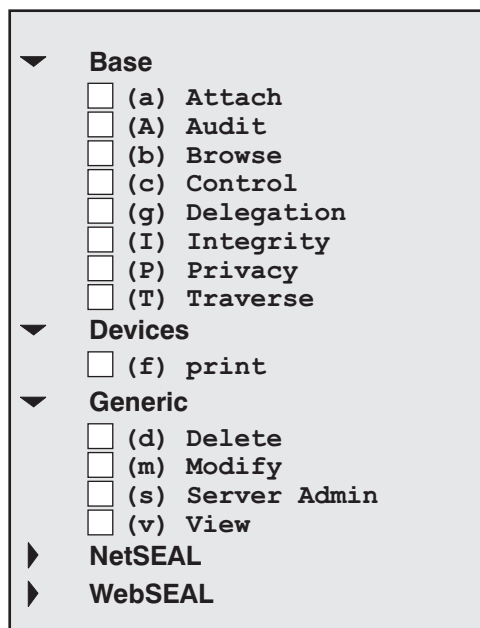 Base
(a) Attach
(A) Audit
(b) Browse
(c) Control
(g) Delegation
(I) Integrity
(P) Privacy
(T) Traverse
Devices
(f) print
Generic
(d) Delete
(m) Modify
(s) Server Admin
(v) View
NetSEAL
WebSEAL